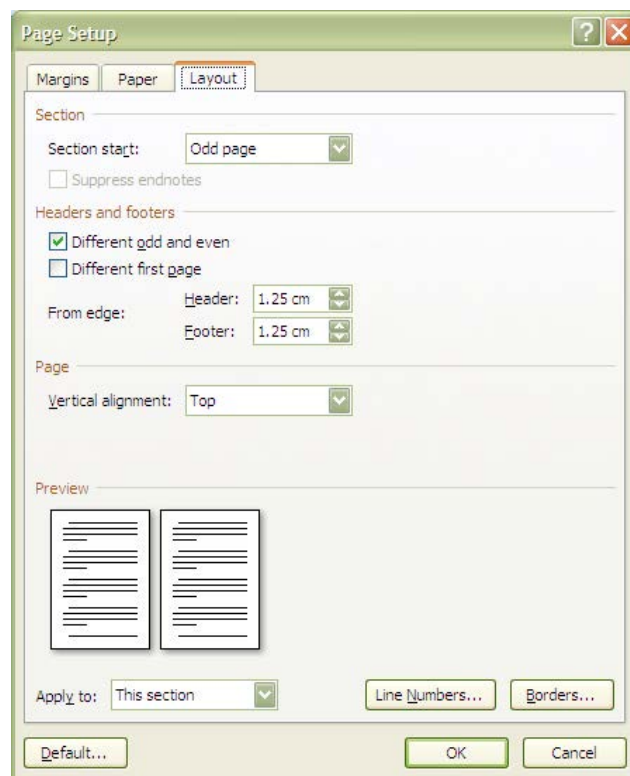 Page Setup
Margins Paper Layout
Section
Section start: Odd page
Suppress endnotes
Headers and footers
Different odd and even
Different first page
From edge: Header: 1.25 cm
Footer: 1.25 cm
Page
Vertical alignment: Top
Preview
Apply to: This section Line Numbers... Borders...
Default... OK Cancel